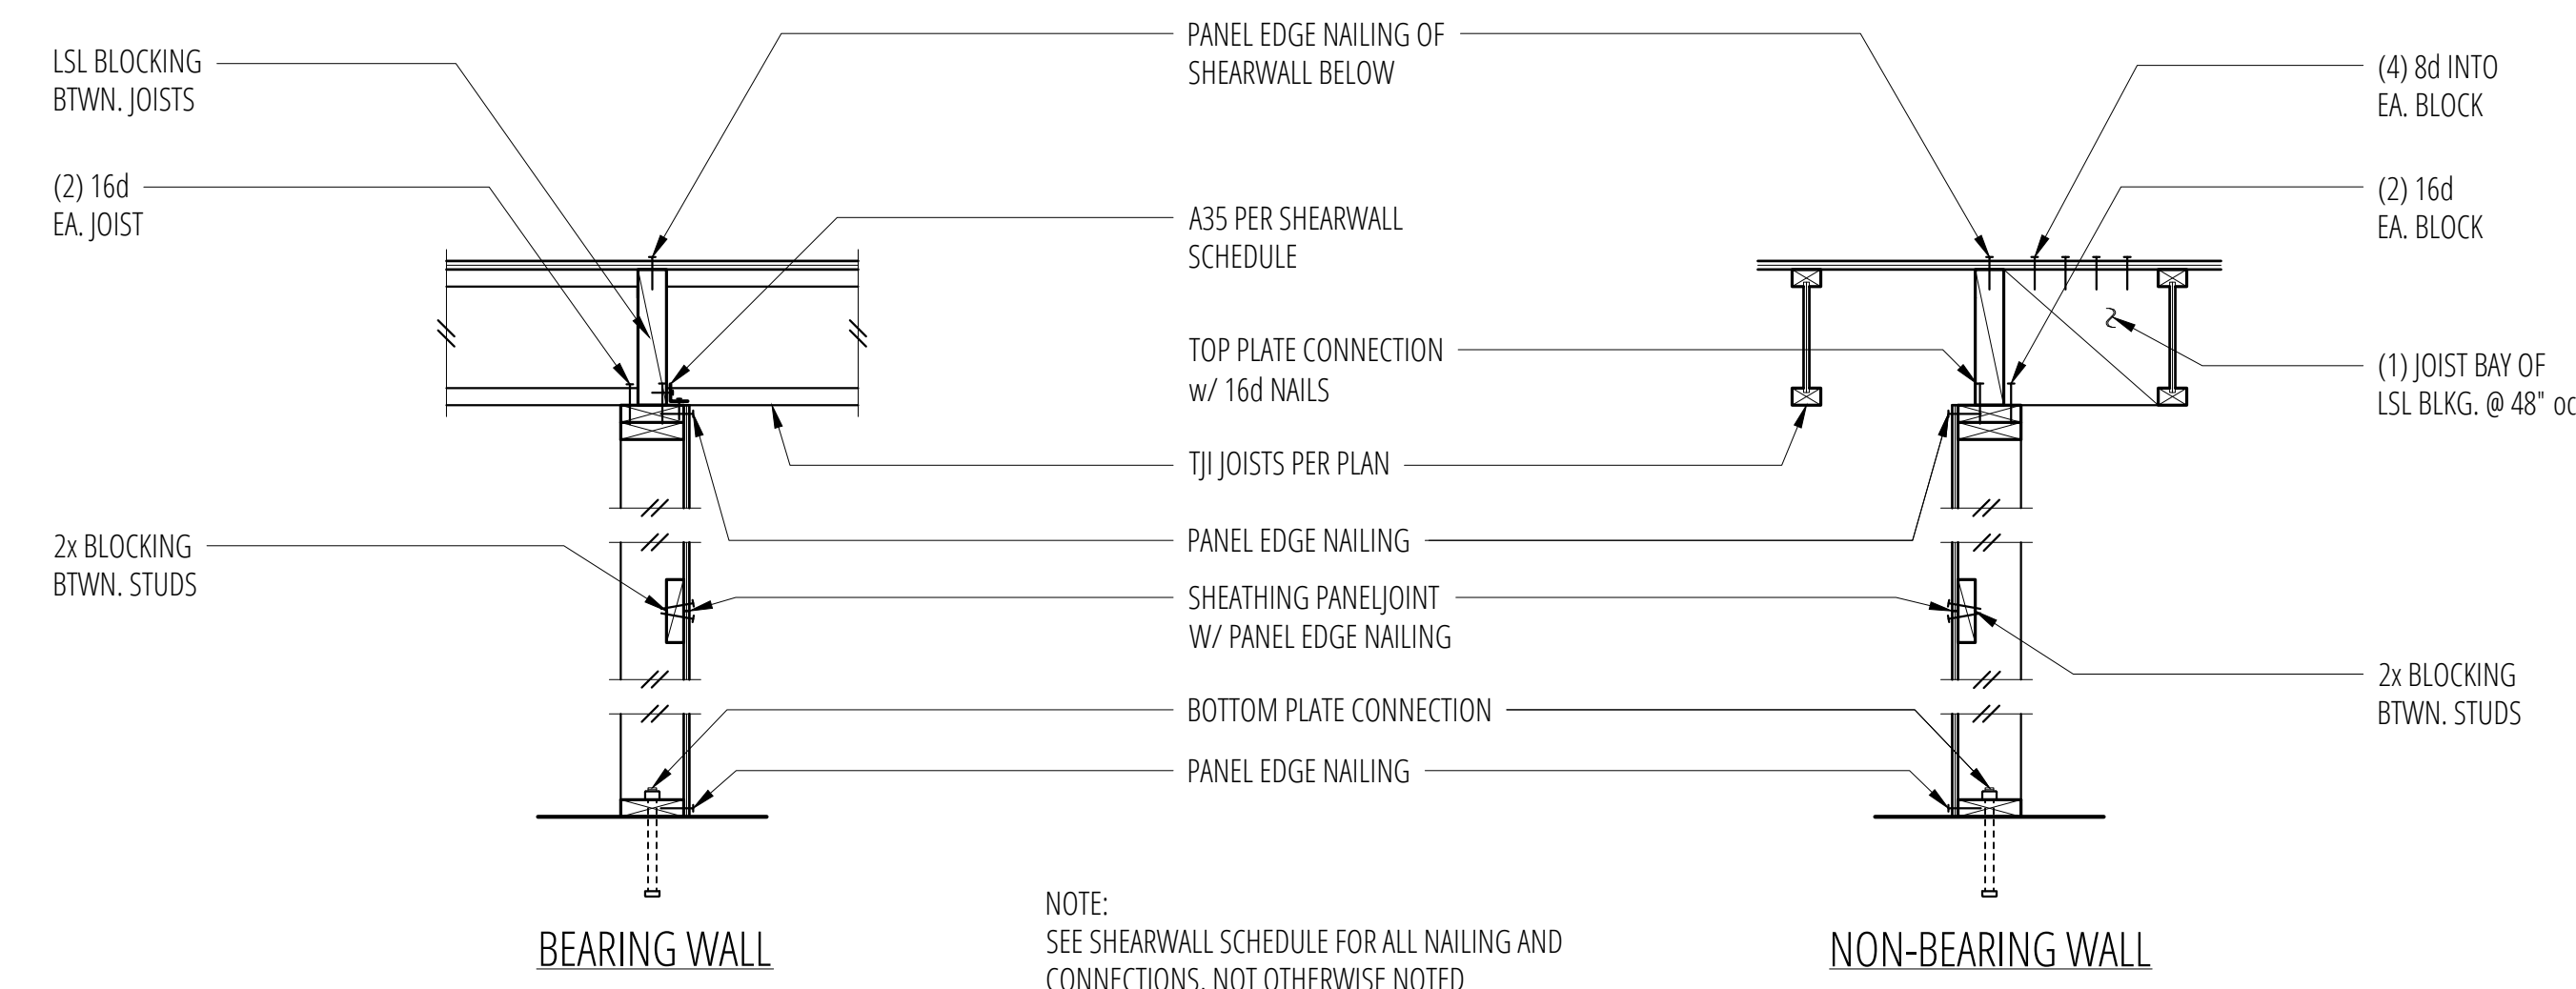 LSL BLOCKING
BTWN. JOISTS
(2) 16d
EA. JOIST
2x BLOCKING
BTWN. STUDS
PANEL EDGE NAILING OF
SHEARWALL BELOW
A35 PER SHEARWALL
SCHEDULE
TOP PLATE CONNECTION
w/ 16d NAILS
TJI JOISTS PER PLAN
PANEL EDGE NAILING
SHEATHING PANELJOINT
W/ PANEL EDGE NAILING
BOTTOM PLATE CONNECTION
PANEL EDGE NAILING
(4) 8d INTO
EA. BLOCK
(2) 16d
EA. BLOCK
(1) JOIST BAY OF
LSL BLKG. @ 48" oc
2x BLOCKING
BTWN. STUDS
BEARING WALL
NOTE:
SEE SHEARWALL SCHEDULE FOR ALL NAILING AND
CONNECTIONS, NOT OTHERWISE NOTED
NON-BEARING WALL